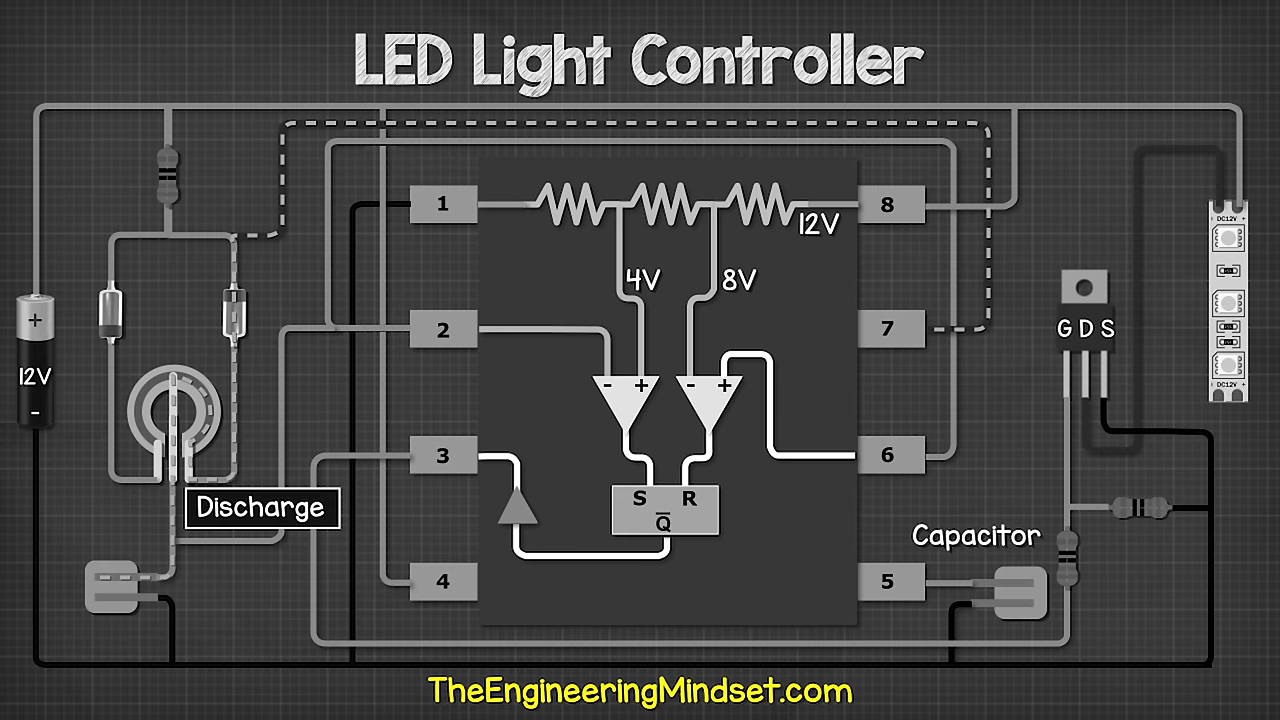 LED Light Controller
1
8
12V
4V
8V
+
12V
-
2
7
G D S
DC12V +
DC12V +
- +
- +
3
6
S R
Q̅
Discharge
Capacitor
4
5
TheEngineeringMindset.com